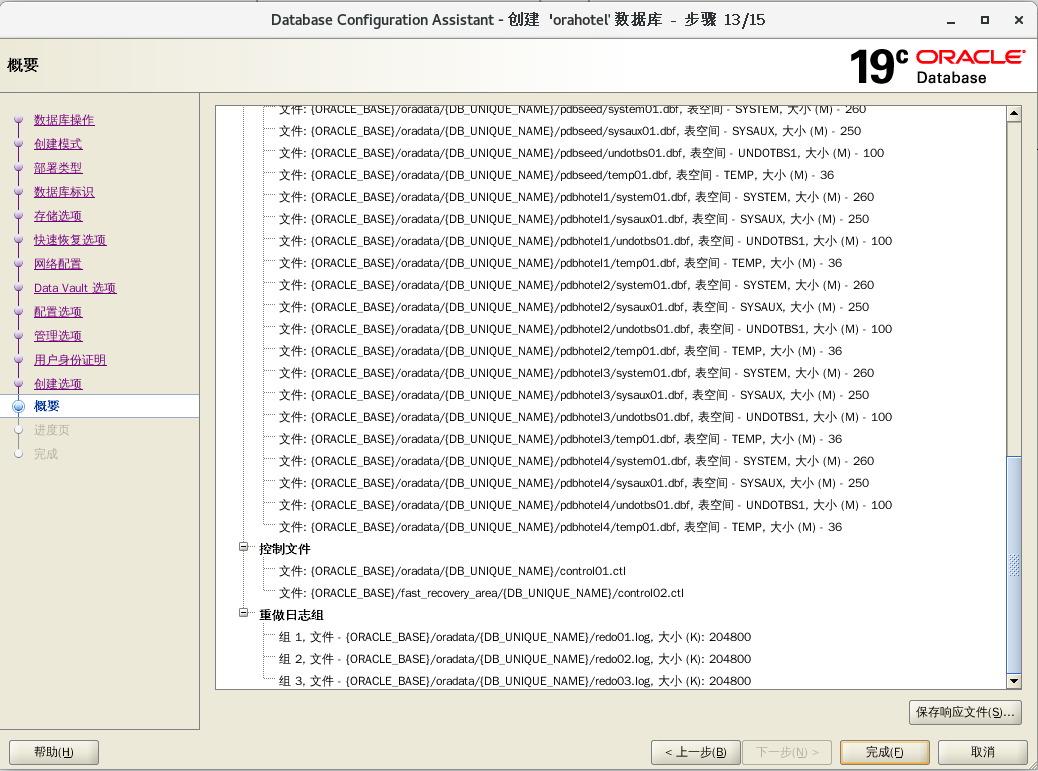 Database Configuration Assistant - 创建 'orahotel' 数据库 - 步骤 13/15
概要
19c ORACLE
Database
数据库操作
创建模式
部署类型
数据库标识
存储选项
快速恢复选项
网络配置
Data Vault 选项
配置选项
管理选项
用户身份证明
创建选项
概要
进度页
完成
文件: {ORACLE_BASE}/oradata/{DB_UNIQUE_NAME}/pdbseed/system01.dbf, 表空间 - SYSTEM, 大小 (M) - 260
文件: {ORACLE_BASE}/oradata/{DB_UNIQUE_NAME}/pdbseed/sysaux01.dbf, 表空间 - SYSAUX, 大小 (M) - 250
文件: {ORACLE_BASE}/oradata/{DB_UNIQUE_NAME}/pdbseed/undotbs01.dbf, 表空间 - UNDOTBS1, 大小 (M) - 100
文件: {ORACLE_BASE}/oradata/{DB_UNIQUE_NAME}/pdbseed/temp01.dbf, 表空间 - TEMP, 大小 (M) - 36
文件: {ORACLE_BASE}/oradata/{DB_UNIQUE_NAME}/pdbhotel1/system01.dbf, 表空间 - SYSTEM, 大小 (M) - 260
文件: {ORACLE_BASE}/oradata/{DB_UNIQUE_NAME}/pdbhotel1/sysaux01.dbf, 表空间 - SYSAUX, 大小 (M) - 250
文件: {ORACLE_BASE}/oradata/{DB_UNIQUE_NAME}/pdbhotel1/undotbs01.dbf, 表空间 - UNDOTBS1, 大小 (M) - 100
文件: {ORACLE_BASE}/oradata/{DB_UNIQUE_NAME}/pdbhotel1/temp01.dbf, 表空间 - TEMP, 大小 (M) - 36
文件: {ORACLE_BASE}/oradata/{DB_UNIQUE_NAME}/pdbhotel2/system01.dbf, 表空间 - SYSTEM, 大小 (M) - 260
文件: {ORACLE_BASE}/oradata/{DB_UNIQUE_NAME}/pdbhotel2/sysaux01.dbf, 表空间 - SYSAUX, 大小 (M) - 250
文件: {ORACLE_BASE}/oradata/{DB_UNIQUE_NAME}/pdbhotel2/undotbs01.dbf, 表空间 - UNDOTBS1, 大小 (M) - 100
文件: {ORACLE_BASE}/oradata/{DB_UNIQUE_NAME}/pdbhotel2/temp01.dbf, 表空间 - TEMP, 大小 (M) - 36
文件: {ORACLE_BASE}/oradata/{DB_UNIQUE_NAME}/pdbhotel3/system01.dbf, 表空间 - SYSTEM, 大小 (M) - 260
文件: {ORACLE_BASE}/oradata/{DB_UNIQUE_NAME}/pdbhotel3/sysaux01.dbf, 表空间 - SYSAUX, 大小 (M) - 250
文件: {ORACLE_BASE}/oradata/{DB_UNIQUE_NAME}/pdbhotel3/undotbs01.dbf, 表空间 - UNDOTBS1, 大小 (M) - 100
文件: {ORACLE_BASE}/oradata/{DB_UNIQUE_NAME}/pdbhotel3/temp01.dbf, 表空间 - TEMP, 大小 (M) - 36
文件: {ORACLE_BASE}/oradata/{DB_UNIQUE_NAME}/pdbhotel4/system01.dbf, 表空间 - SYSTEM, 大小 (M) - 260
文件: {ORACLE_BASE}/oradata/{DB_UNIQUE_NAME}/pdbhotel4/sysaux01.dbf, 表空间 - SYSAUX, 大小 (M) - 250
文件: {ORACLE_BASE}/oradata/{DB_UNIQUE_NAME}/pdbhotel4/undotbs01.dbf, 表空间 - UNDOTBS1, 大小 (M) - 100
文件: {ORACLE_BASE}/oradata/{DB_UNIQUE_NAME}/pdbhotel4/temp01.dbf, 表空间 - TEMP, 大小 (M) - 36
控制文件
文件: {ORACLE_BASE}/oradata/{DB_UNIQUE_NAME}/control01.ctl
文件: {ORACLE_BASE}/fast_recovery_area/{DB_UNIQUE_NAME}/control02.ctl
重做日志组
组 1, 文件 - {ORACLE_BASE}/oradata/{DB_UNIQUE_NAME}/redo01.log, 大小 (K): 204800
组 2, 文件 - {ORACLE_BASE}/oradata/{DB_UNIQUE_NAME}/redo02.log, 大小 (K): 204800
组 3, 文件 - {ORACLE_BASE}/oradata/{DB_UNIQUE_NAME}/redo03.log, 大小 (K): 204800
保存响应文件(S)...
帮助(H)
< 上一步(B)
下一步(N) >
完成(F)
取消